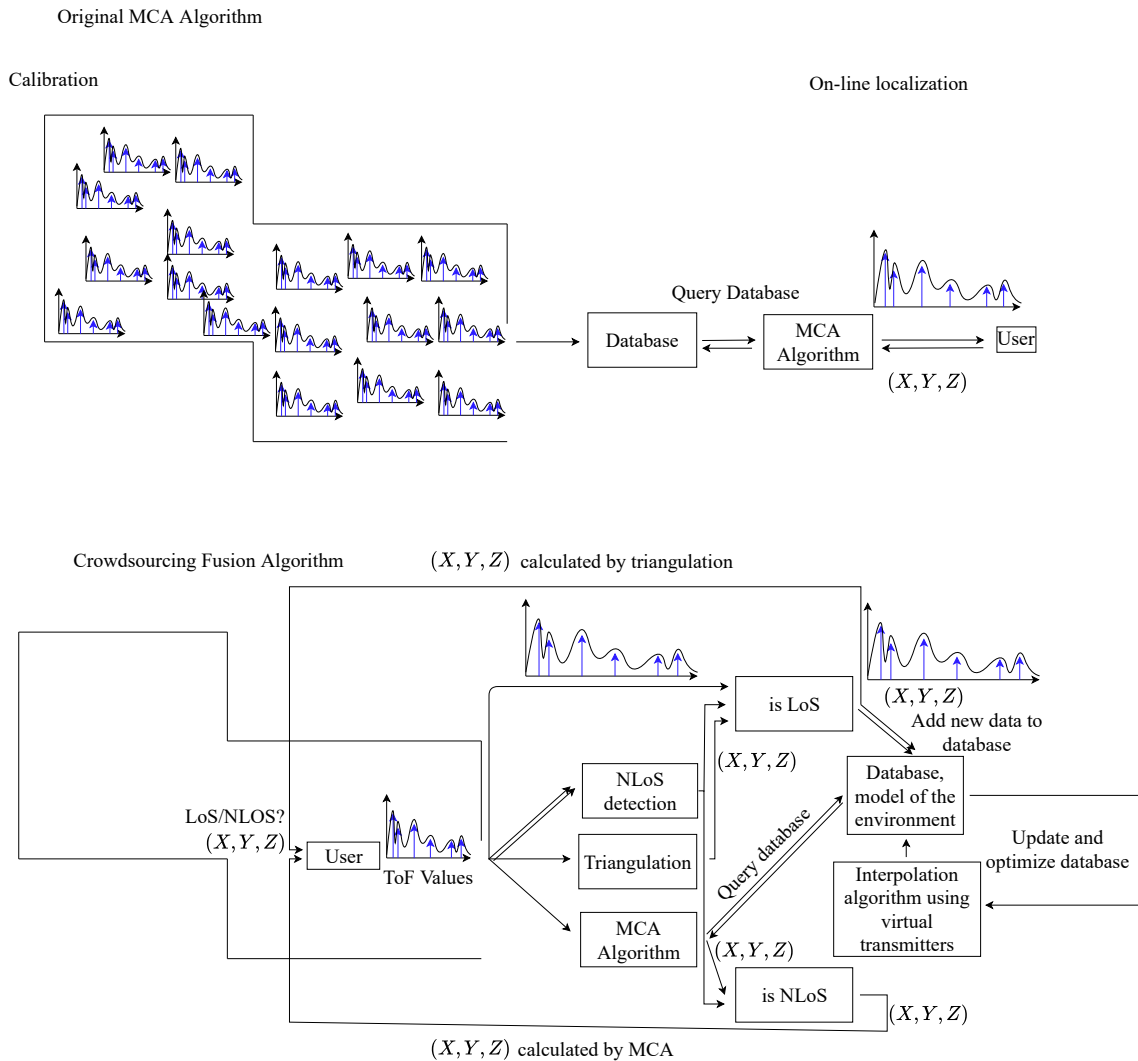 Original MCA Algorithm
Calibration
On-line localization
Query Database
Database
MCA
Algorithm
User
(X, Y, Z)
Crowdsourcing Fusion Algorithm
(X, Y, Z) calculated by triangulation
is LoS
(X, Y, Z)
Add new data to
database
(X, Y, Z)
NLoS
detection
Database,
model of the
environment
LoS/NLOS?
(X, Y, Z)
User
ToF Values
Triangulation
Query database
Update and
optimize database
Interpolation
algorithm using
virtual
transmitters
MCA
Algorithm
(X, Y, Z)
is NLoS
(X, Y, Z)
(X, Y, Z) calculated by MCA